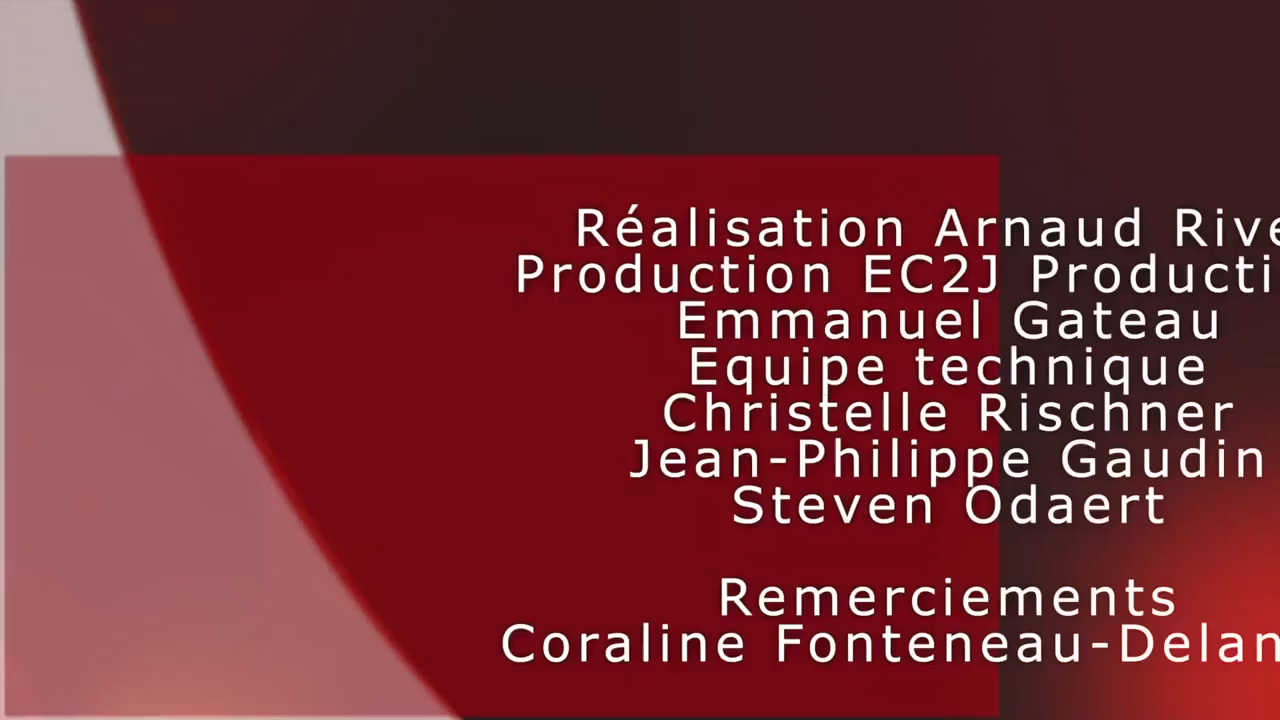 Réalisation Arnaud Rive
Production EC2J Producti
Emmanuel Gateau
Equipe technique
Christelle Rischner
Jean-Philippe Gaudin
Steven Odaert
Remerciements
Coraline Fonteneau-Delan